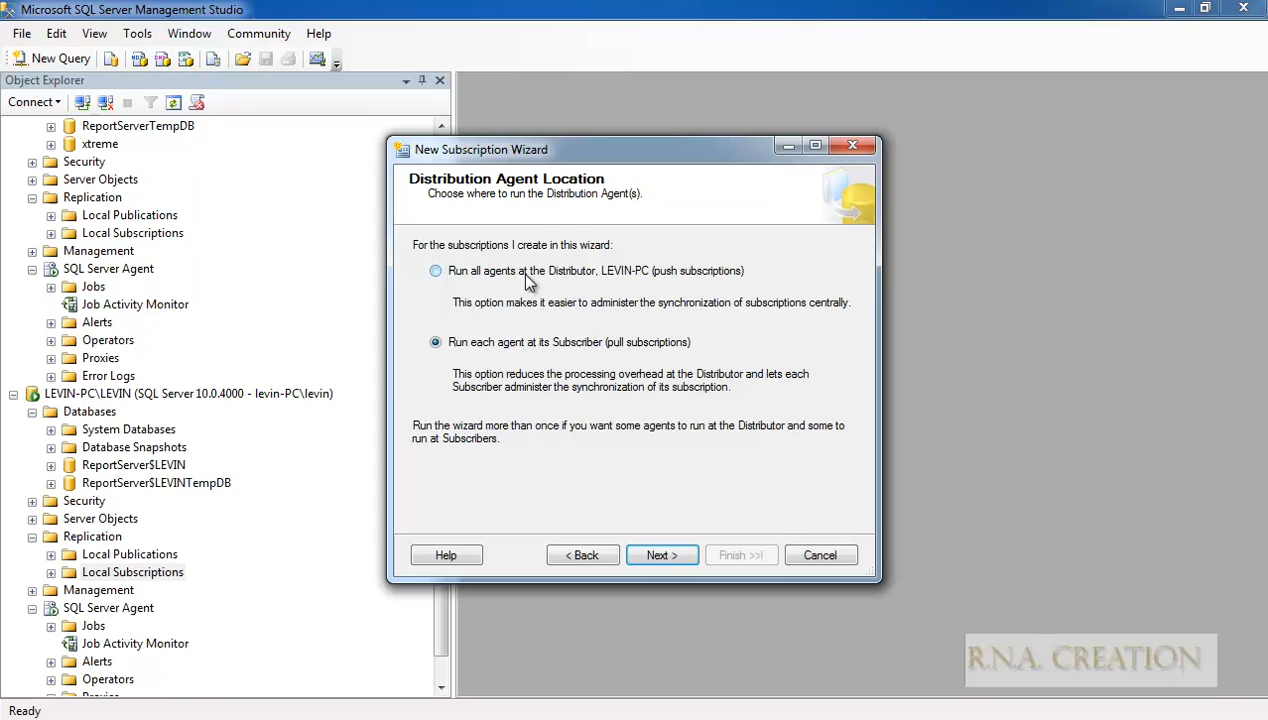 Microsoft SQL Server Management Studio
File Edit View Tools Window Community Help
New Query
Object Explorer
Connect
ReportServerTempDB
xtreme
Security
Server Objects
Replication
Local Publications
Local Subscriptions
Management
SQL Server Agent
Jobs
Job Activity Monitor
Alerts
Operators
Proxies
Error Logs
LEVIN-PC\LEVIN (SQL Server 10.0.4000 - levin-PC\levin)
Databases
System Databases
Database Snapshots
ReportServer$LEVIN
ReportServer$LEVINTempDB
Security
Server Objects
Replication
Local Publications
Local Subscriptions
Management
SQL Server Agent
Jobs
Job Activity Monitor
Alerts
Operators
Ready
New Subscription Wizard
Distribution Agent Location
Choose where to run the Distribution Agent(s).
For the subscriptions I create in this wizard:
Run all agents at the Distributor, LEVIN-PC (push subscriptions)
This option makes it easier to administer the synchronization of subscriptions centrally.
Run each agent at its Subscriber (pull subscriptions)
This option reduces the processing overhead at the Distributor and lets each
Subscriber administer the synchronization of its subscription.
Run the wizard more than once if you want some agents to run at the Distributor and some to
run at Subscribers.
Help < Back Next > Finish >>| Cancel
R.N.A. CREATION